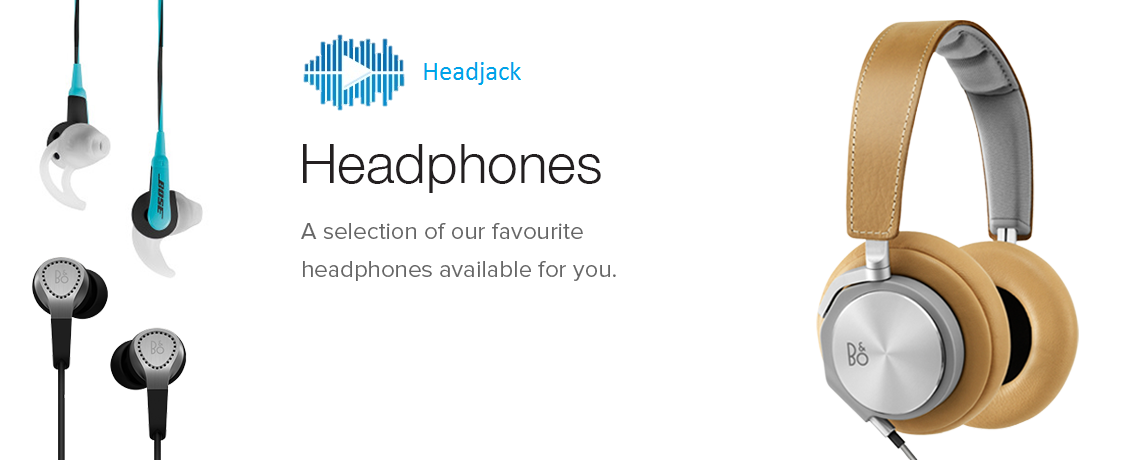 Headjack
Headphones
A selection of our favourite
headphones available for you.
BOSE
B&O
B&O
B&O